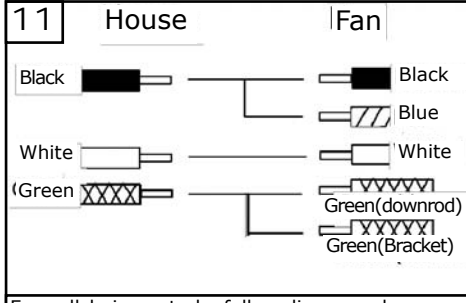 11 House Fan
Black Black
Blue
White White
Green Green(downrod)
Green(Bracket)